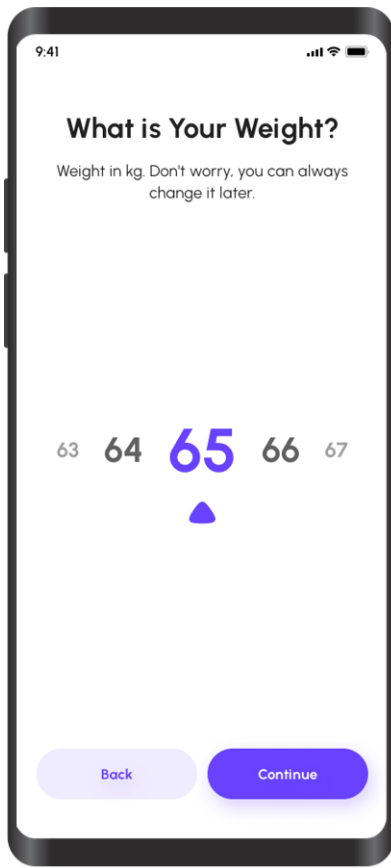 9:41
What is Your Weight?
Weight in kg. Don't worry, you can always
change it later.
63 64 65 66 67
Back Continue